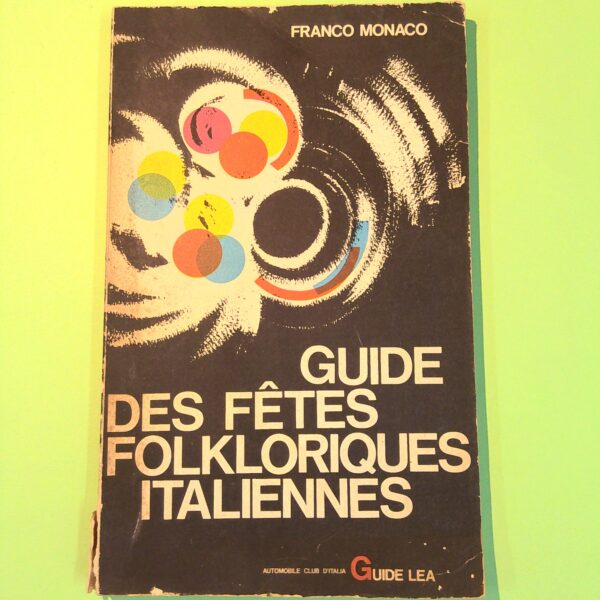 FRANCO MONACO
GUIDE
DES FÊTES
FOLKLORIQUES
ITALIENNES
AUTOMOBILE CLUB D'ITALIA GUIDE LEA